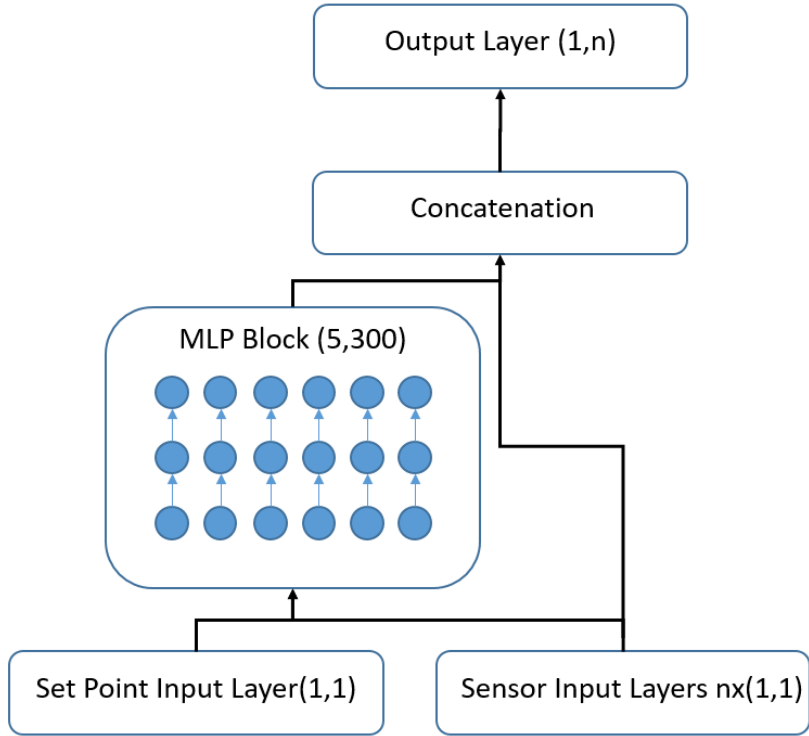 Output Layer (1,n)
Concatenation
MLP Block (5,300)
Set Point Input Layer(1,1)
Sensor Input Layers nx(1,1)